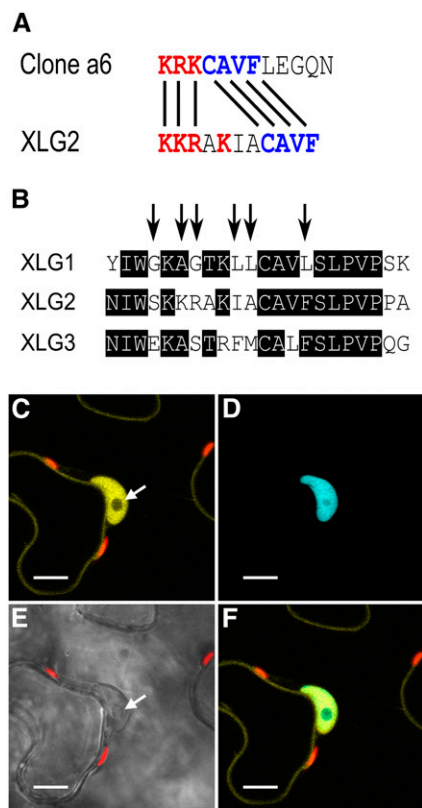 A
Clone a6 KRKCAVFLEGQN
XLG2 KKRAKIACAVF
B
XLG1 YIWGKAGTKLLCAVLSLPVPSK
XLG2 NIWSKKRAKIACAVFSLPVPPA
XLG3 NIWEKASTRFMCALFSLPVPQG
C D
E F